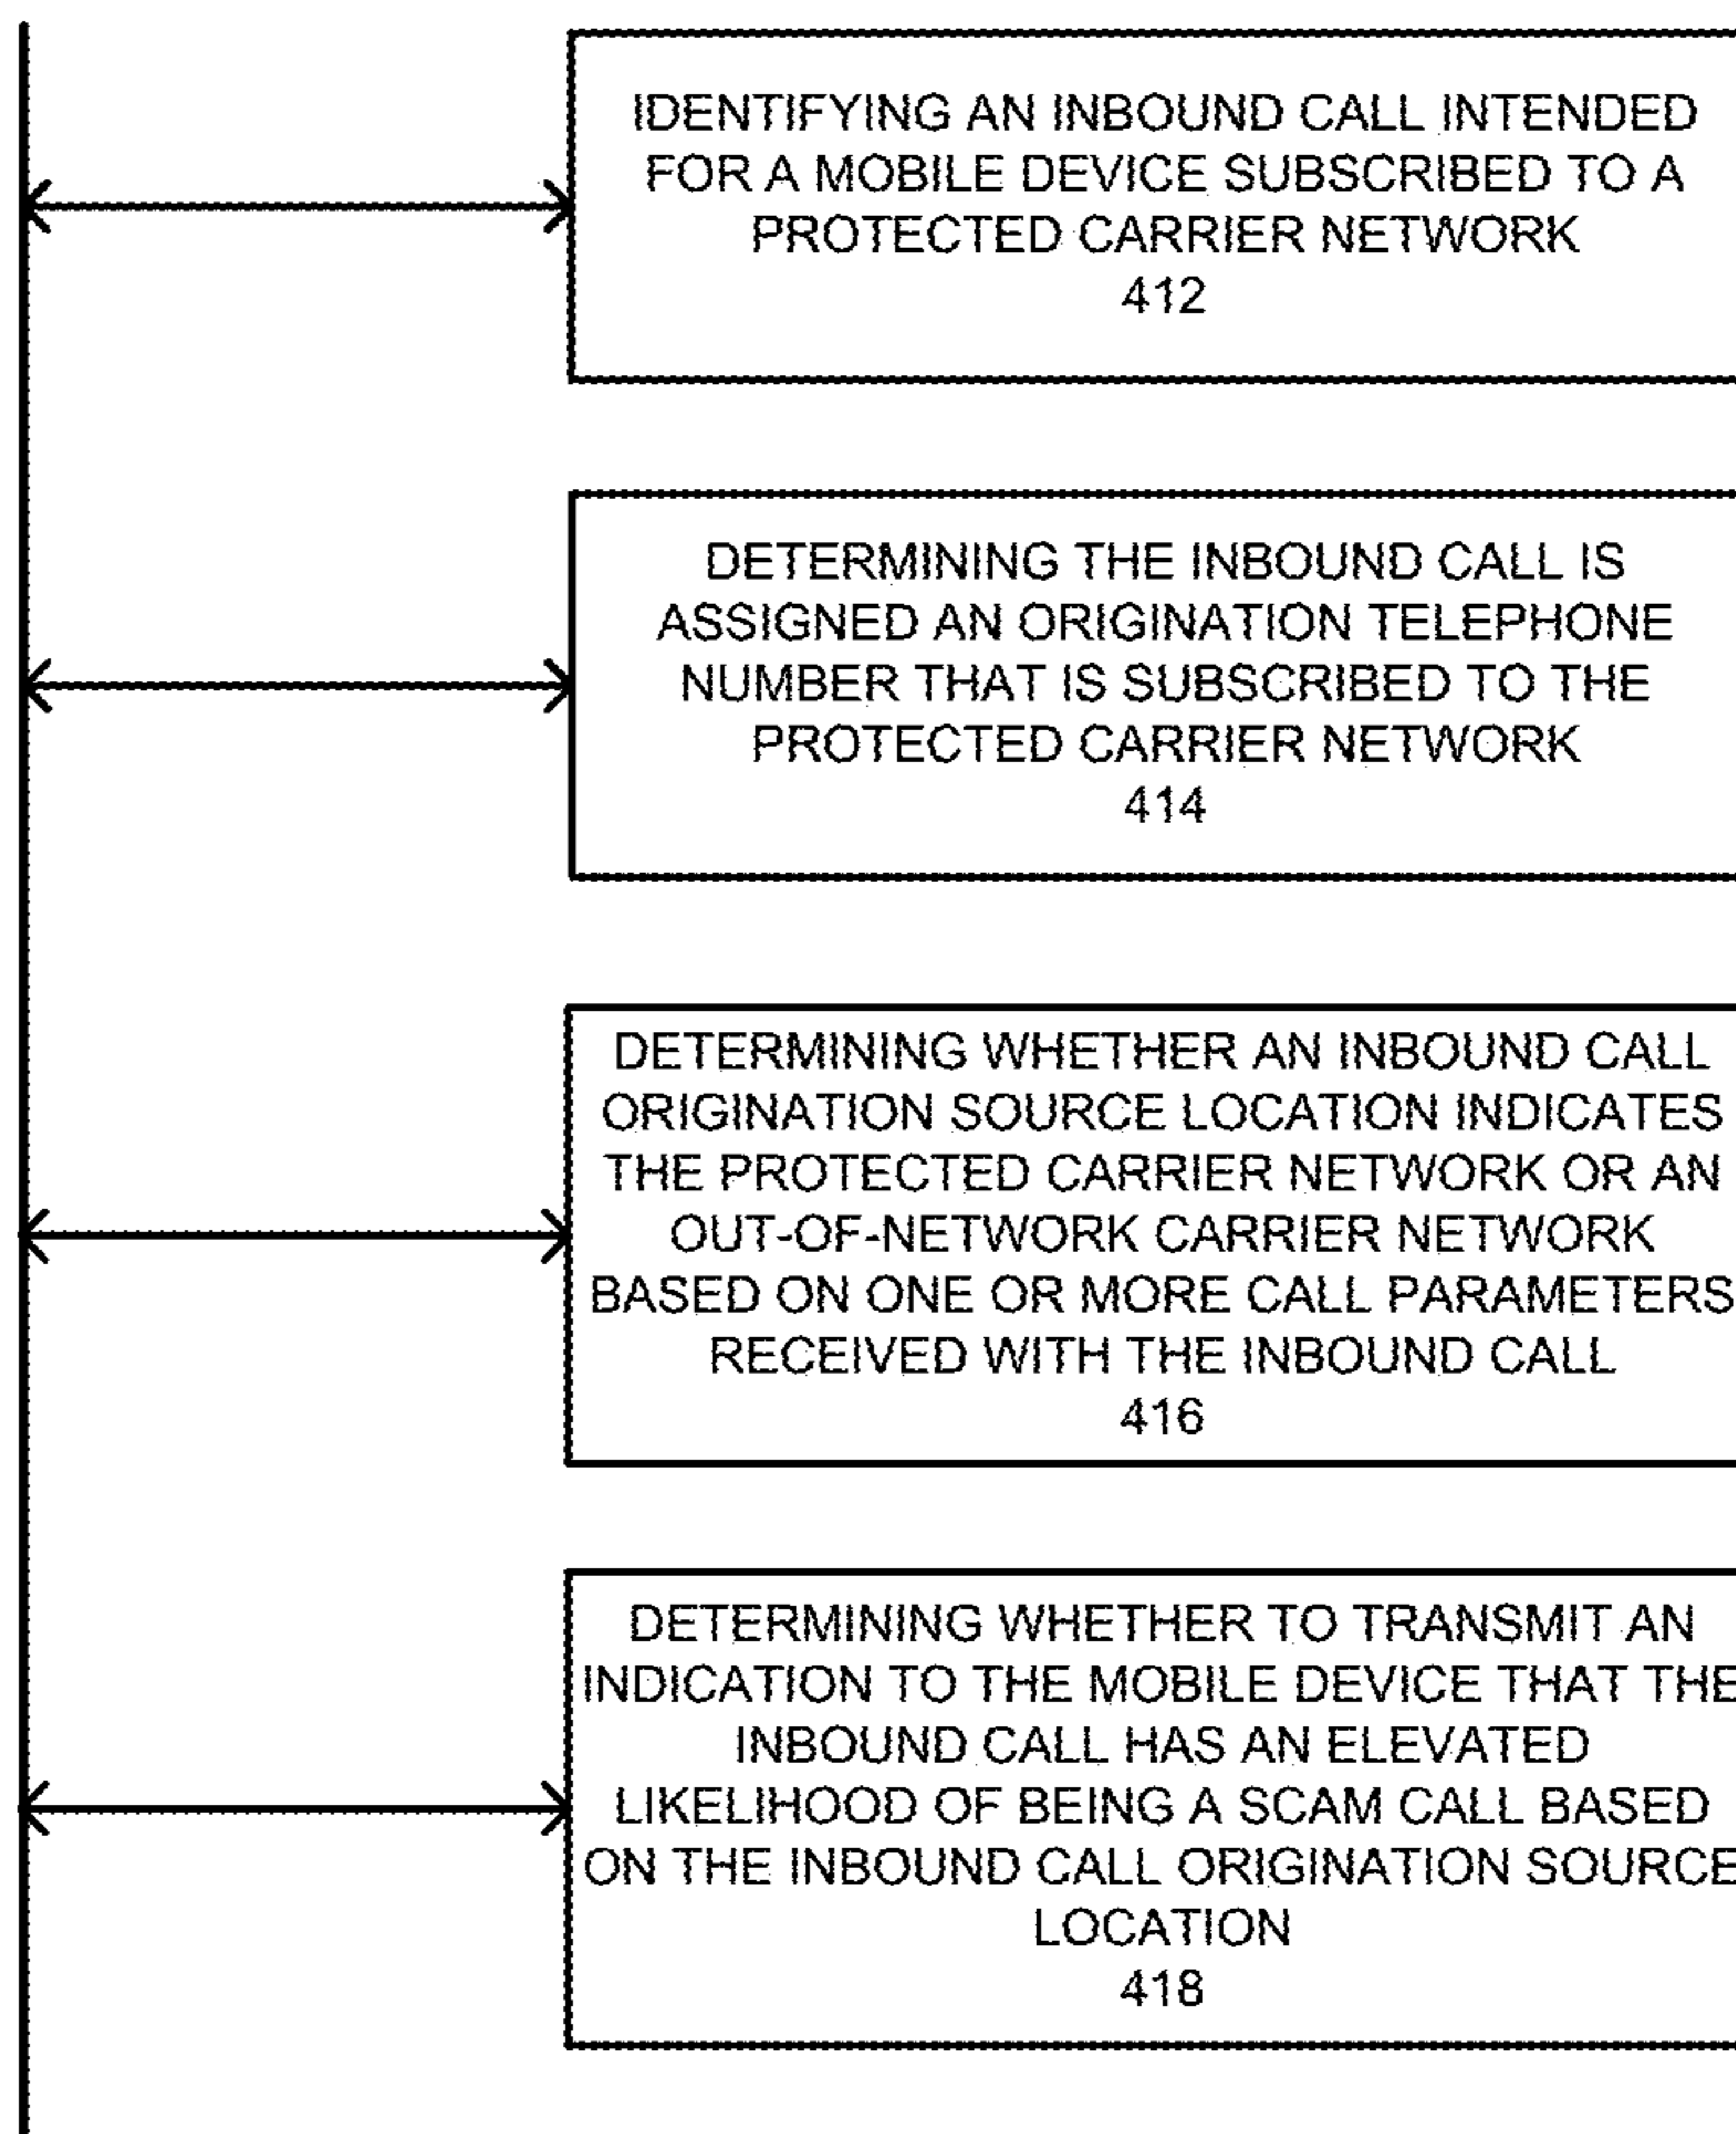 IDENTIFYING AN INBOUND CALL INTENDED
FOR A MOBILE DEVICE SUBSCRIBED TO A
PROTECTED CARRIER NETWORK
412
DETERMINING THE INBOUND CALL IS
ASSIGNED AN ORIGINATION TELEPHONE
NUMBER THAT IS SUBSCRIBED TO THE
PROTECTED CARRIER NETWORK
414
DETERMINING WHETHER AN INBOUND CALL
ORIGINATION SOURCE LOCATION INDICATES
THE PROTECTED CARRIER NETWORK OR AN
OUT-OF-NETWORK CARRIER NETWORK
BASED ON ONE OR MORE CALL PARAMETERS
RECEIVED WITH THE INBOUND CALL
416
DETERMINING WHETHER TO TRANSMIT AN
INDICATION TO THE MOBILE DEVICE THAT THE
INBOUND CALL HAS AN ELEVATED
LIKELIHOOD OF BEING A SCAM CALL BASED
ON THE INBOUND CALL ORIGINATION SOURCE
LOCATION
418